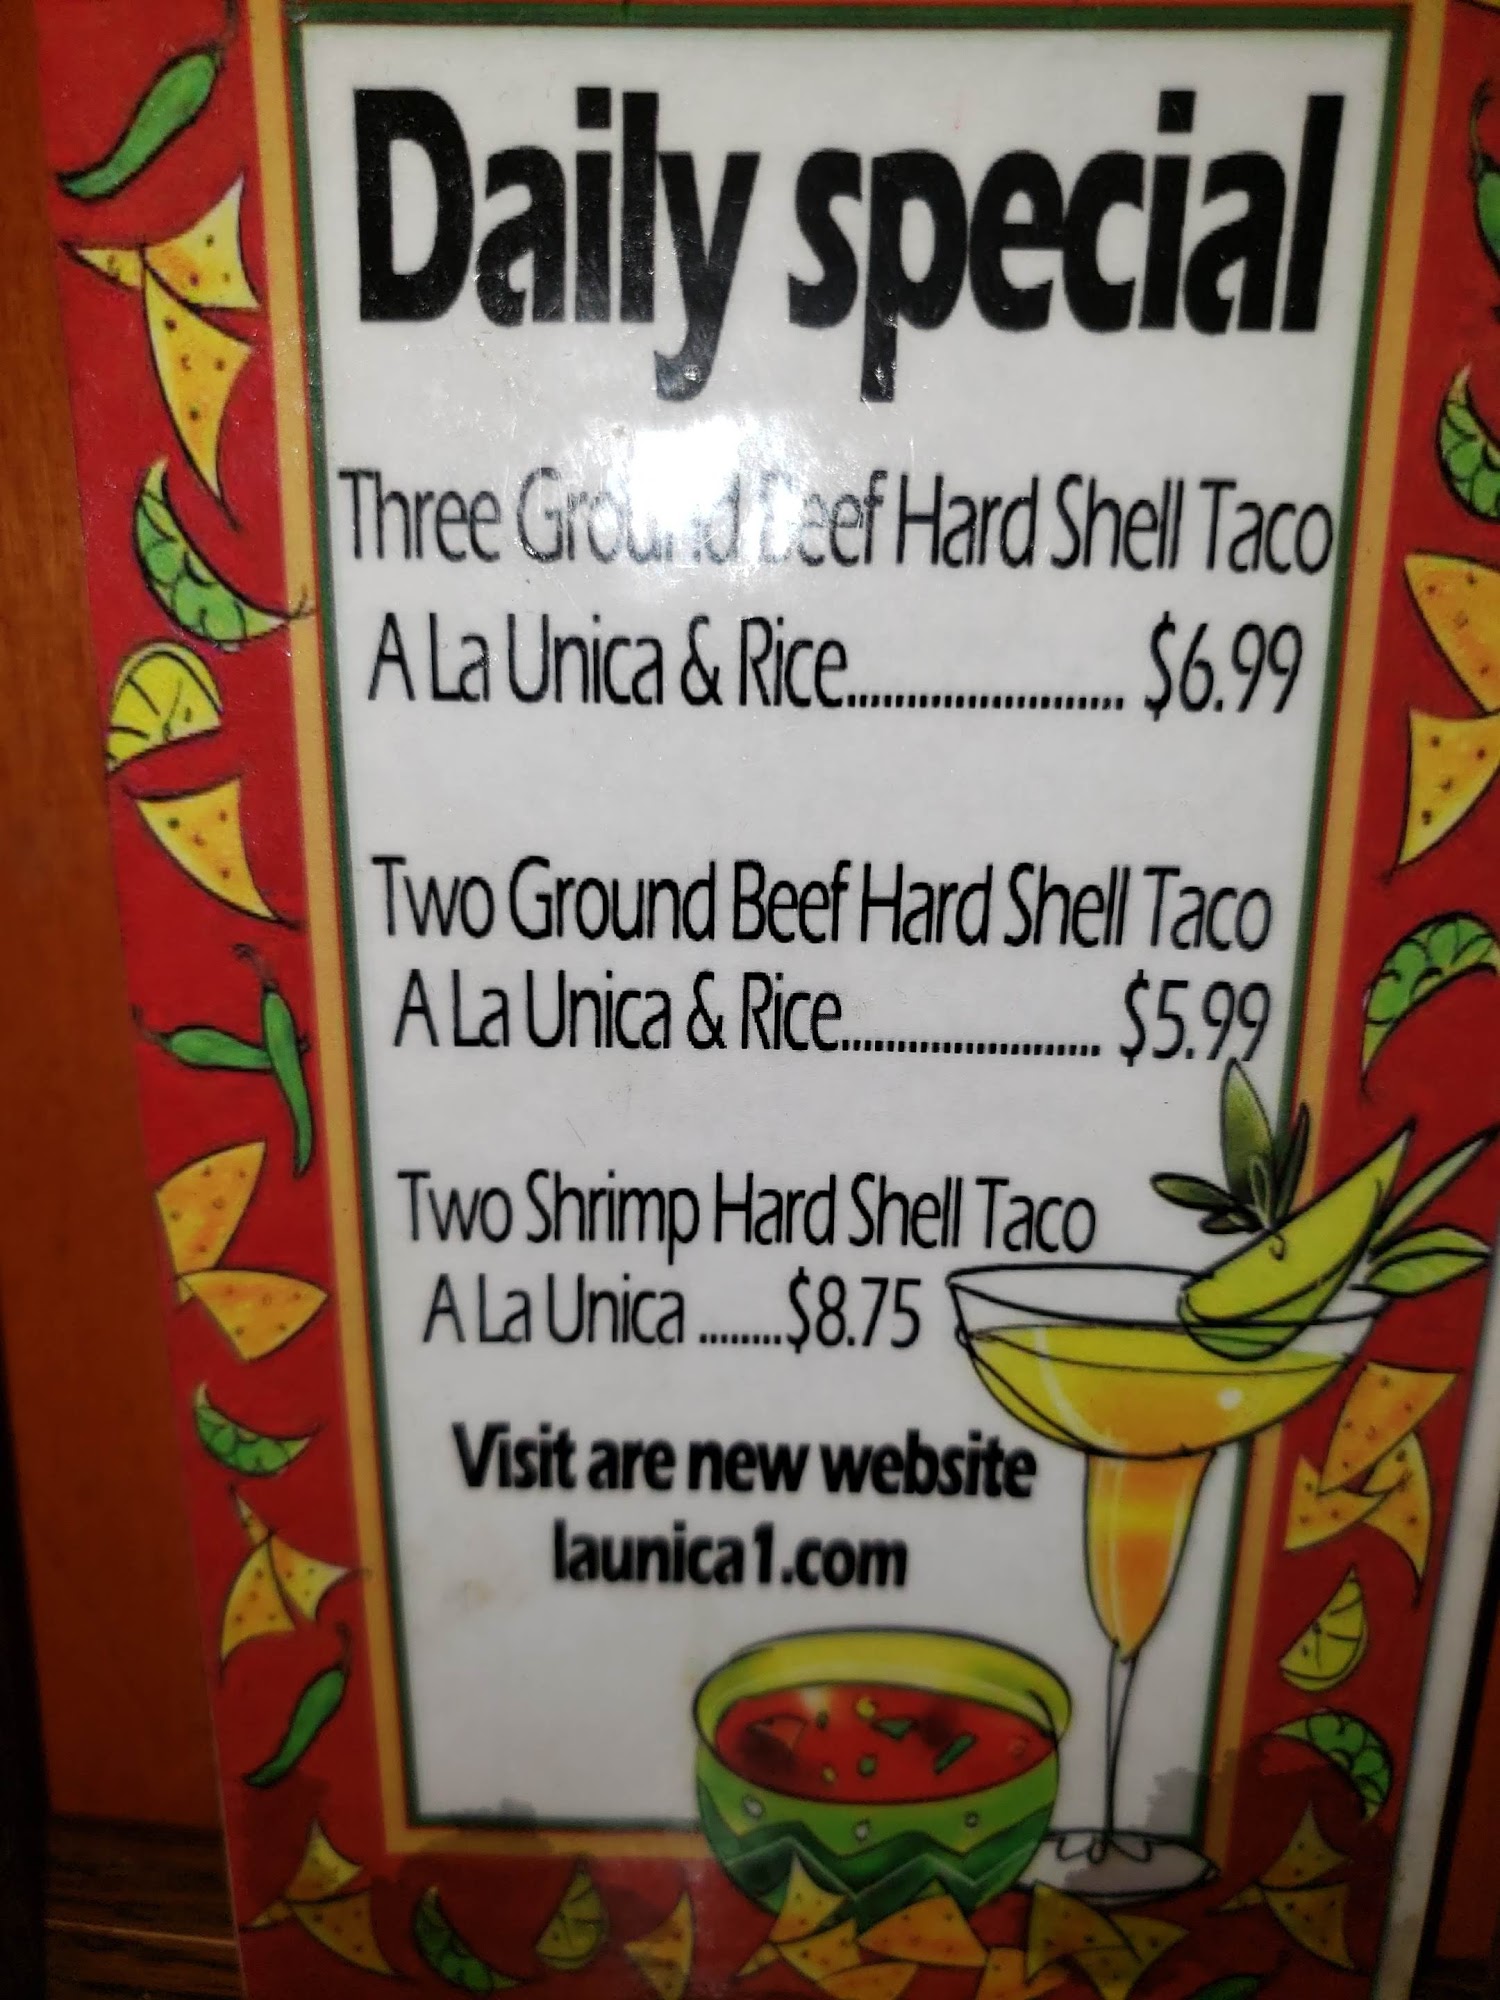 Daily special
Three Ground Beef Hard Shell Taco
A La Unica & Rice....................... $6.99
Two Ground Beef Hard Shell Taco
A La Unica & Rice....................... $5.99
Two Shrimp Hard Shell Taco
A La Unica .........$8.75
Visit are new website
launica1.com